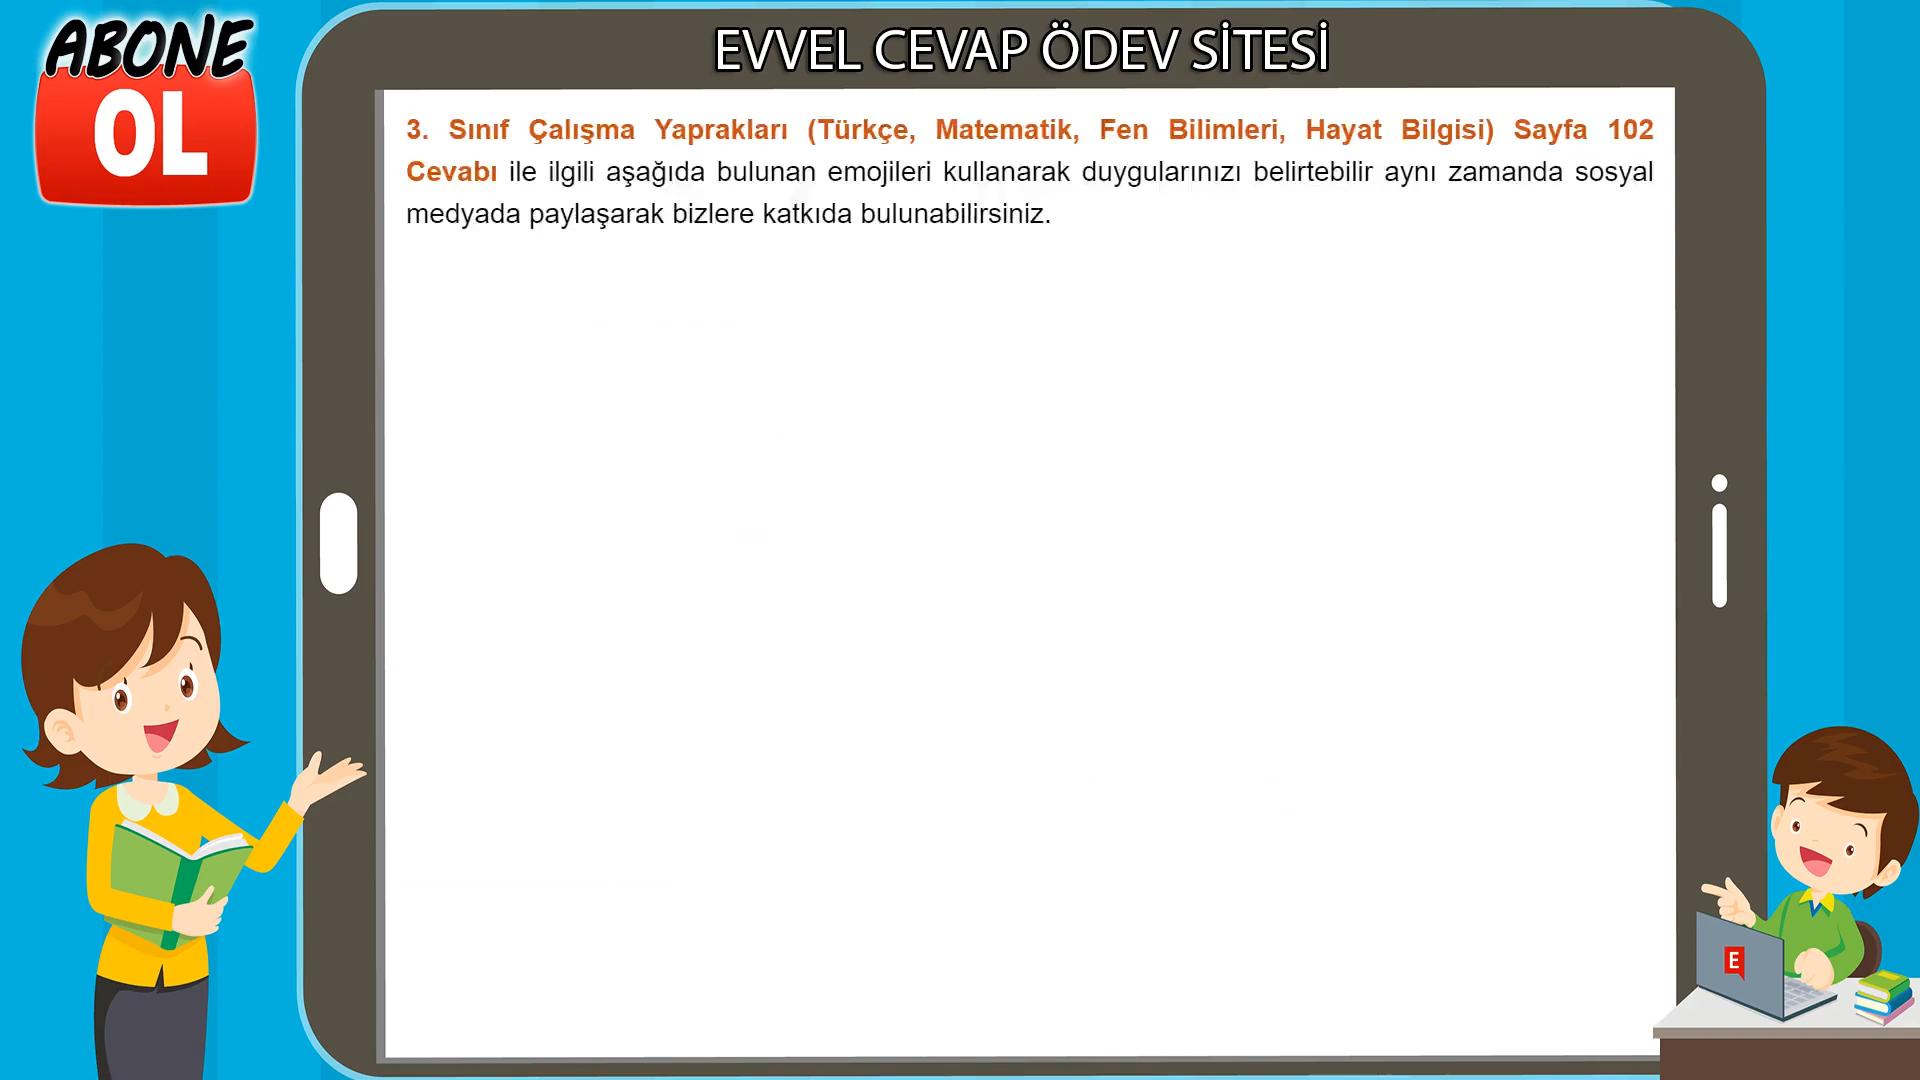 ABONE
OL
EVVEL CEVAP ÖDEV SİTESİ
3. Sınıf Çalışma Yaprakları (Türkçe, Matematik, Fen Bilimleri, Hayat Bilgisi) Sayfa 102
Cevabı ile ilgili aşağıda bulunan emojileri kullanarak duygularınızı belirtebilir aynı zamanda sosyal
medyada paylaşarak bizlere katkıda bulunabilirsiniz.
E